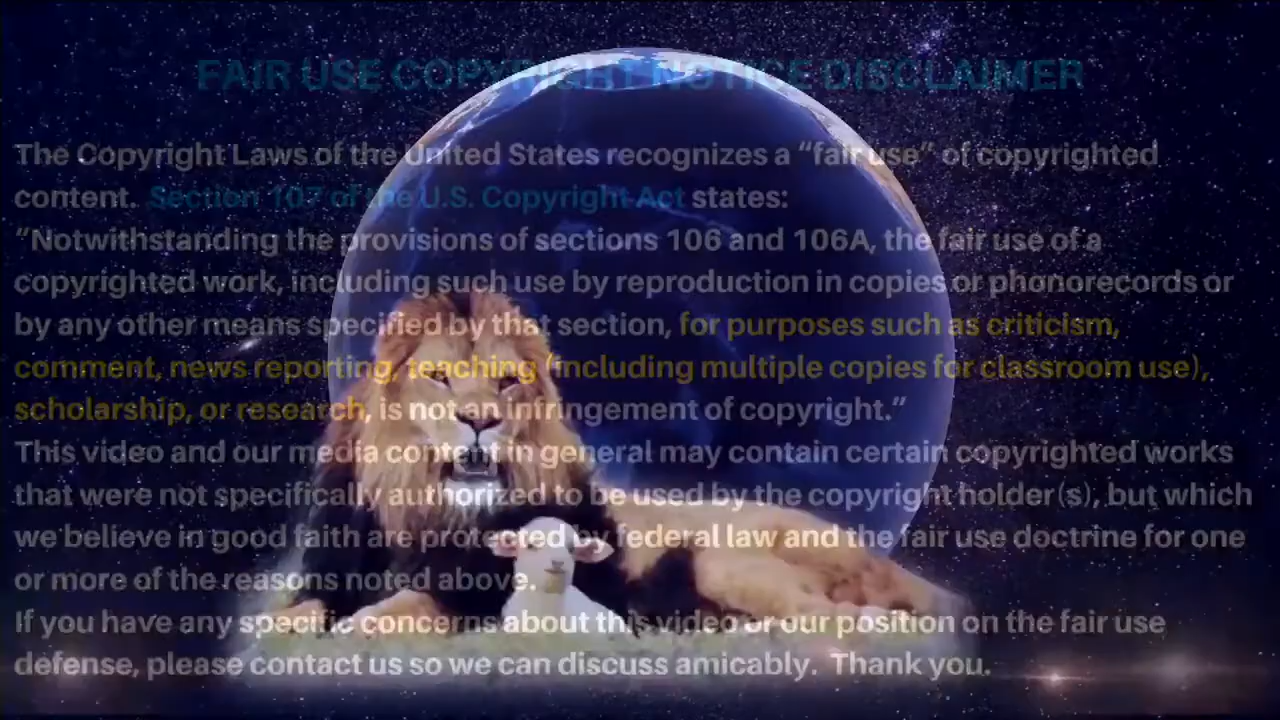 FAIR USE COPYRIGHT NOTICE DISCLAIMER
The Copyright Laws of the United States recognizes a “fair use” of copyrighted
content. Section 107 of the U.S. Copyright Act states:
“Notwithstanding the provisions of sections 106 and 106A, the fair use of a
copyrighted work, including such use by reproduction in copies or phonorecords or
by any other means specified by that section, for purposes such as criticism,
comment, news reporting, teaching (including multiple copies for classroom use),
scholarship, or research, is not an infringement of copyright.”
This video and our media content in general may contain certain copyrighted works
that were not specifically authorized to be used by the copyright holder(s), but which
we believe in good faith are protected by federal law and the fair use doctrine for one
or more of the reasons noted above.
If you have any specific concerns about this video or our position on the fair use
defense, please contact us so we can discuss amicably. Thank you.